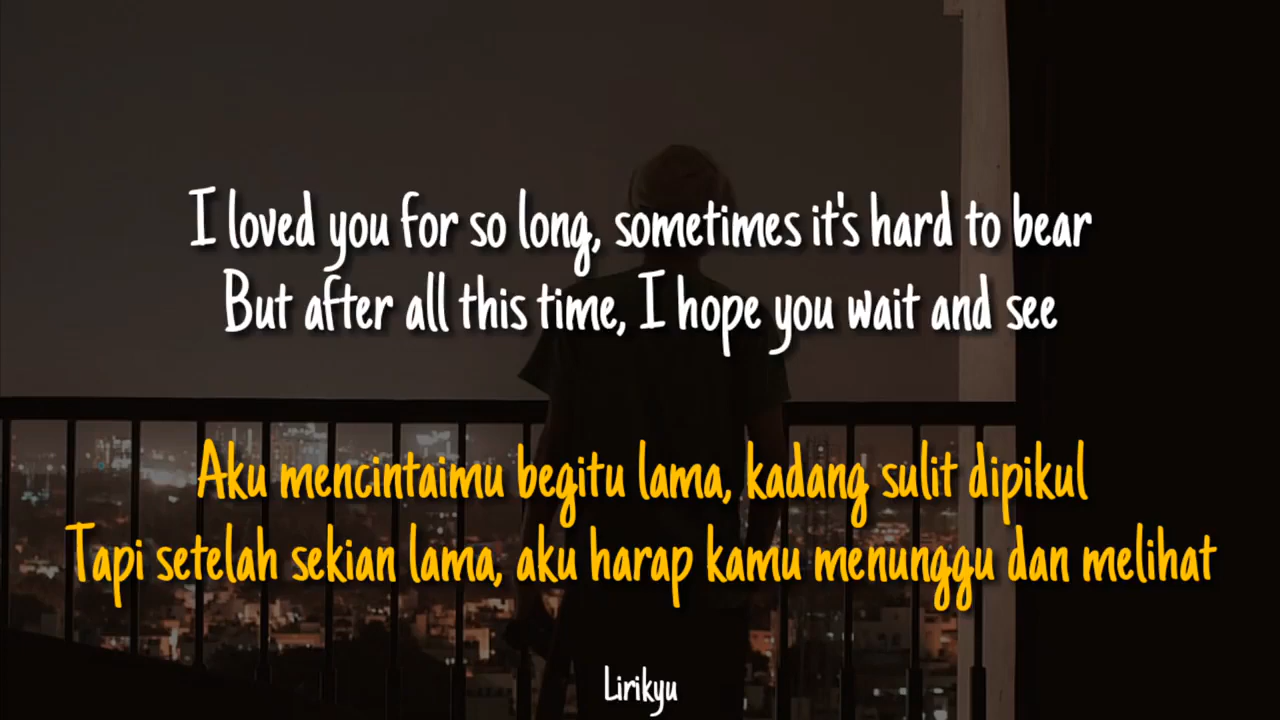 I loved you for so long, sometimes it's hard to bear
But after all this time, I hope you wait and see
Aku mencintaimu begitu lama, kadang sulit dipikul
Tapi setelah sekian lama, aku harap kamu menunggu dan melihat
Lirikyu